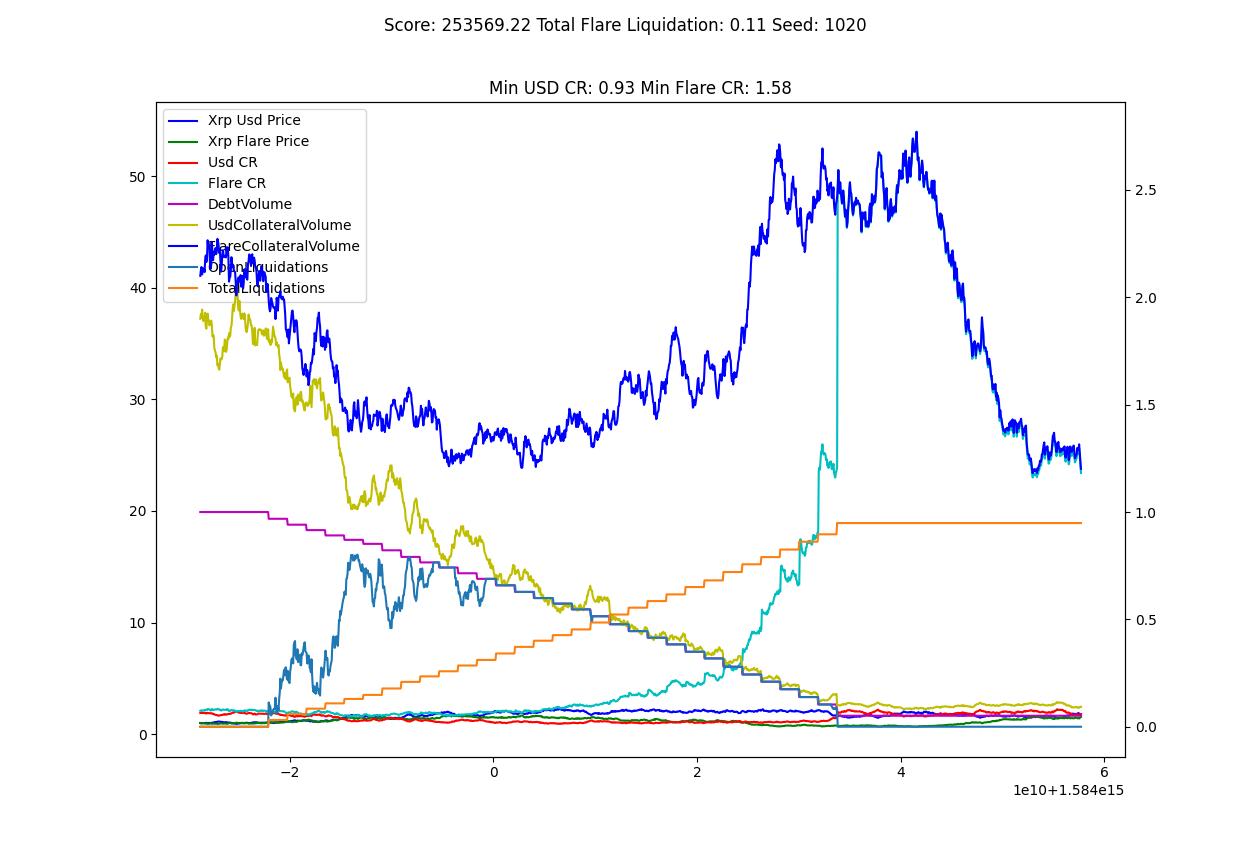 Score: 253569.22 Total Flare Liquidation: 0.11 Seed: 1020
Min USD CR: 0.93 Min Flare CR: 1.58
Xrp Usd Price
Xrp Flare Price
Usd CR
Flare CR
DebtVolume
UsdCollateralVolume
FlareCollateralVolume
OpenLiquidations
TotalLiquidations
50
40
30
20
10
0
2.5
2.0
1.5
1.0
0.5
0.0
−2
0
2
4
6
1e10+1.584e15